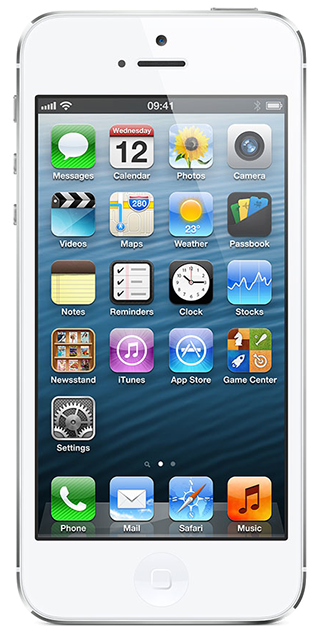 09:41
Wednesday
12
280
23°
Messages Calendar Photos Camera
Videos Maps Weather Passbook
Notes Reminders Clock Stocks
Newsstand iTunes App Store Game Center
Settings
Phone Mail Safari Music